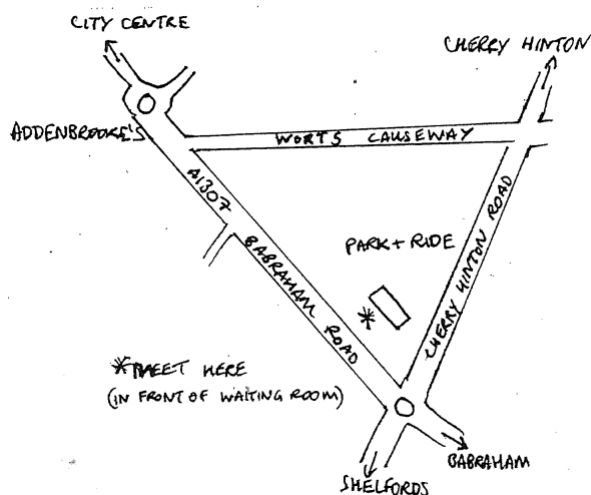 CITY CENTRE
CHERRY HINTON
ADDENBROOKE'S
WORTS CAUSEWAY
A1307 BABRAHAM ROAD
PARK + RIDE
CHERRY HINTON ROAD
*MEET HERE
(IN FRONT OF WAITING ROOM)
BABRAHAM
SHELFORDS